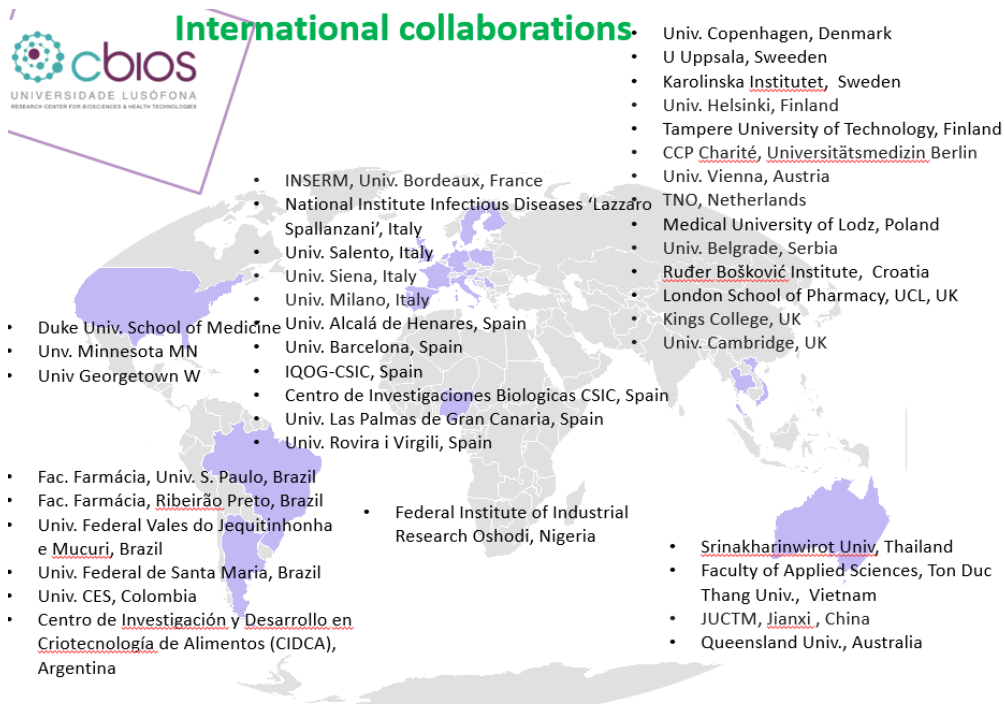 International collaborations
cbios
UNIVERSIDADE LUSÓFONA
RESEARCH CENTER FOR BIOSCIENCES & HEALTH TECHNOLOGIES
• Univ. Copenhagen, Denmark
• U Uppsala, Sweeden
• Karolinska Institutet, Sweden
• Univ. Helsinki, Finland
• Tampere University of Technology, Finland
• CCP Charité, Universitätsmedizin Berlin
• Univ. Vienna, Austria
• TNO, Netherlands
• Medical University of Lodz, Poland
• Univ. Belgrade, Serbia
• Ruđer Bošković Institute, Croatia
• London School of Pharmacy, UCL, UK
• Kings College, UK
• Univ. Cambridge, UK
• INSERM, Univ. Bordeaux, France
• National Institute Infectious Diseases ‘Lazzaro
Spallanzani’, Italy
• Univ. Salento, Italy
• Univ. Siena, Italy
• Univ. Milano, Italy
• Univ. Alcalá de Henares, Spain
• Univ. Barcelona, Spain
• IQOG-CSIC, Spain
• Centro de Investigaciones Biologicas CSIC, Spain
• Univ. Las Palmas de Gran Canaria, Spain
• Univ. Rovira i Virgili, Spain
• Duke Univ. School of Medicine
• Unv. Minnesota MN
• Univ Georgetown W
• Fac. Farmácia, Univ. S. Paulo, Brazil
• Fac. Farmácia, Ribeirão Preto, Brazil
• Univ. Federal Vales do Jequitinhonha
e Mucuri, Brazil
• Univ. Federal de Santa Maria, Brazil
• Univ. CES, Colombia
• Centro de Investigación y Desarrollo en
Criotecnología de Alimentos (CIDCA),
Argentina
• Federal Institute of Industrial
Research Oshodi, Nigeria
• Srinakharinwirot Univ, Thailand
• Faculty of Applied Sciences, Ton Duc
Thang Univ., Vietnam
• JUCTM, Jianxi , China
• Queensland Univ., Australia